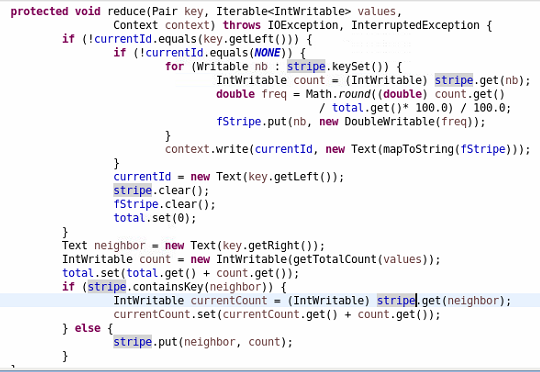 protected void reduce(Pair key, Iterable<IntWritable> values,
Context context) throws IOException, InterruptedException {
if (!currentId.equals(key.getLeft())) {
if (!currentId.equals(NONE)) {
for (Writable nb : stripe.keySet()) {
IntWritable count = (IntWritable) stripe.get(nb);
double freq = Math.round((double) count.get()
/ total.get()* 100.0) / 100.0;
fStripe.put(nb, new DoubleWritable(freq));
}
context.write(currentId, new Text(mapToString(fStripe)));
}
currentId = new Text(key.getLeft());
stripe.clear();
fStripe.clear();
total.set(0);
}
Text neighbor = new Text(key.getRight());
IntWritable count = new IntWritable(getTotalCount(values));
total.set(total.get() + count.get());
if (stripe.containsKey(neighbor)) {
IntWritable currentCount = (IntWritable) stripe.get(neighbor);
currentCount.set(currentCount.get() + count.get());
} else {
stripe.put(neighbor, count);
}
}